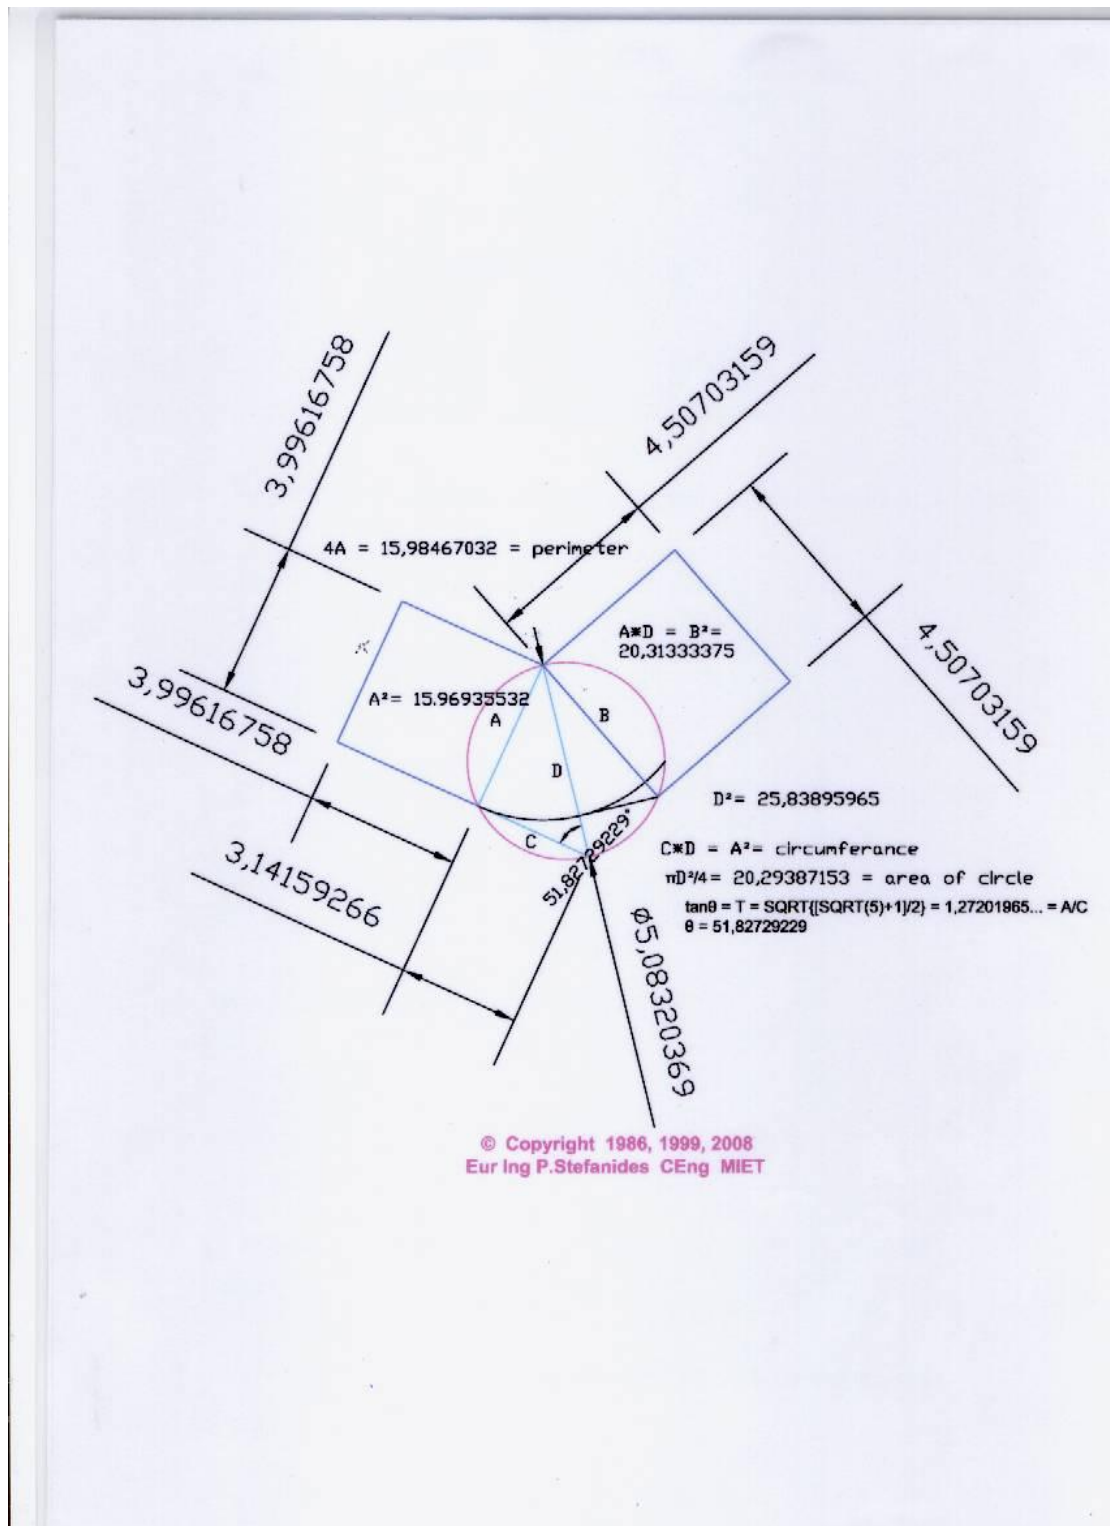 3,99616758
4,50703159
4A = 15,98467032 = perimeter
A*D = B²=
20,31333375
4,50703159
3,99616758
A²= 15.96935532
A
B
D
D²= 25,83895965
C
51,82729229°
C*D = A²= circumferance
3,14159266
πD²/4= 20,29387153 = area of circle
tanθ = T = SQRT{[SQRT(5)+1]/2} = 1,27201965... = A/C
θ = 51,82729229
ø5,08320369
© Copyright 1986, 1999, 2008
Eur Ing P.Stefanides CEng MIET